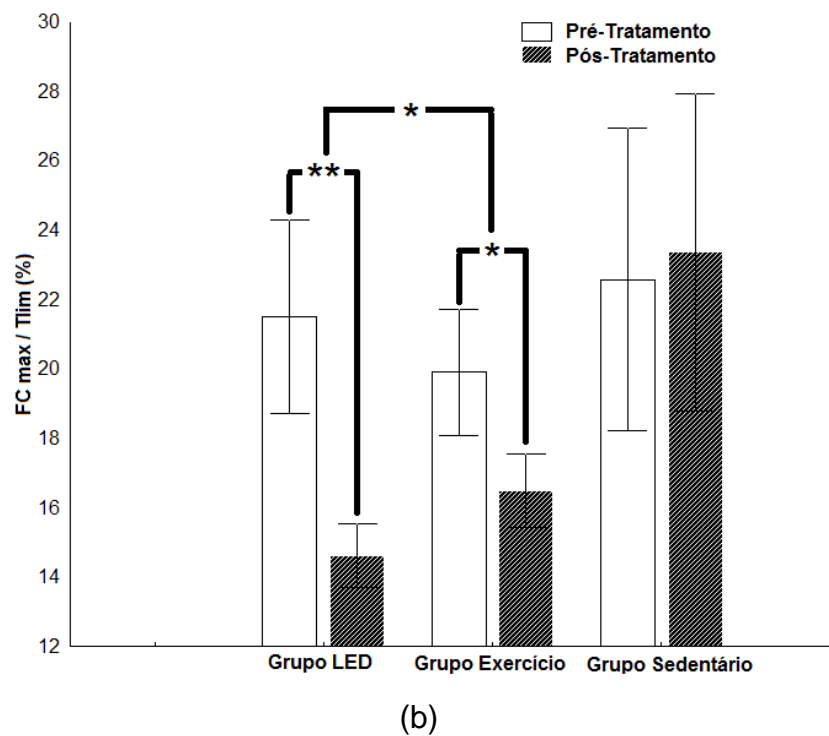 30
Pré-Tratamento
Pós-Tratamento
28
*
26
**
24
*
22
20
18
16
14
12
FC max / Tlim (%)
Grupo LED Grupo Exercício Grupo Sedentário
(b)